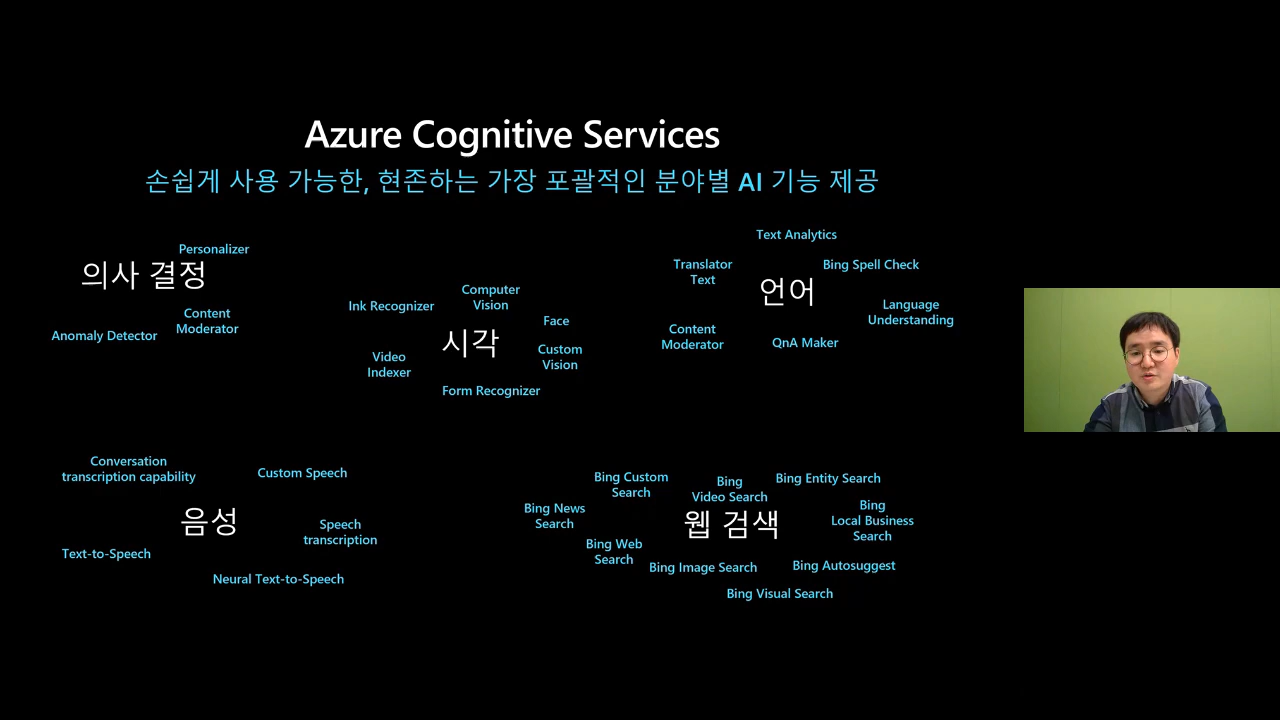 Azure Cognitive Services
손쉽게 사용 가능한, 현존하는 가장 포괄적인 분야별 AI 기능 제공
Personalizer
의사 결정
Content
Moderator
Anomaly Detector
Computer
Vision
Ink Recognizer
Face
시각
Custom
Vision
Video
Indexer
Form Recognizer
Text Analytics
Translator
Text
Bing Spell Check
언어
Language
Understanding
Content
Moderator
QnA Maker
Conversation
transcription capability
Custom Speech
음성
Speech
transcription
Text-to-Speech
Neural Text-to-Speech
Bing Custom
Search
Bing
Video Search
Bing Entity Search
Bing News
Search
웹 검색
Bing
Local Business
Search
Bing Web
Search
Bing Image Search
Bing Autosuggest
Bing Visual Search